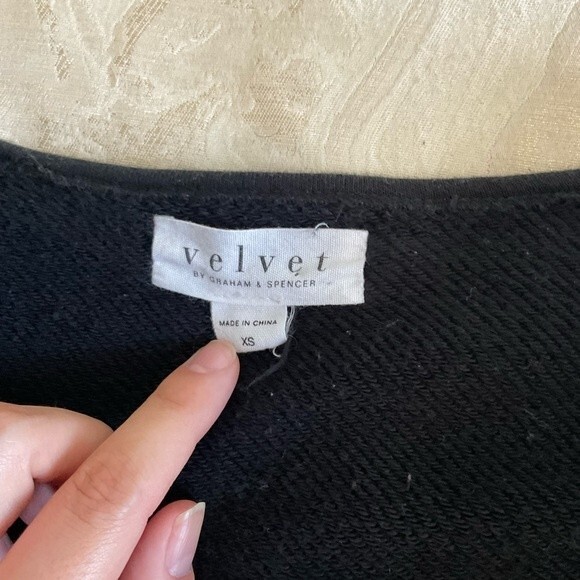 velvet
BY GRAHAM & SPENCER
MADE IN CHINA
XS